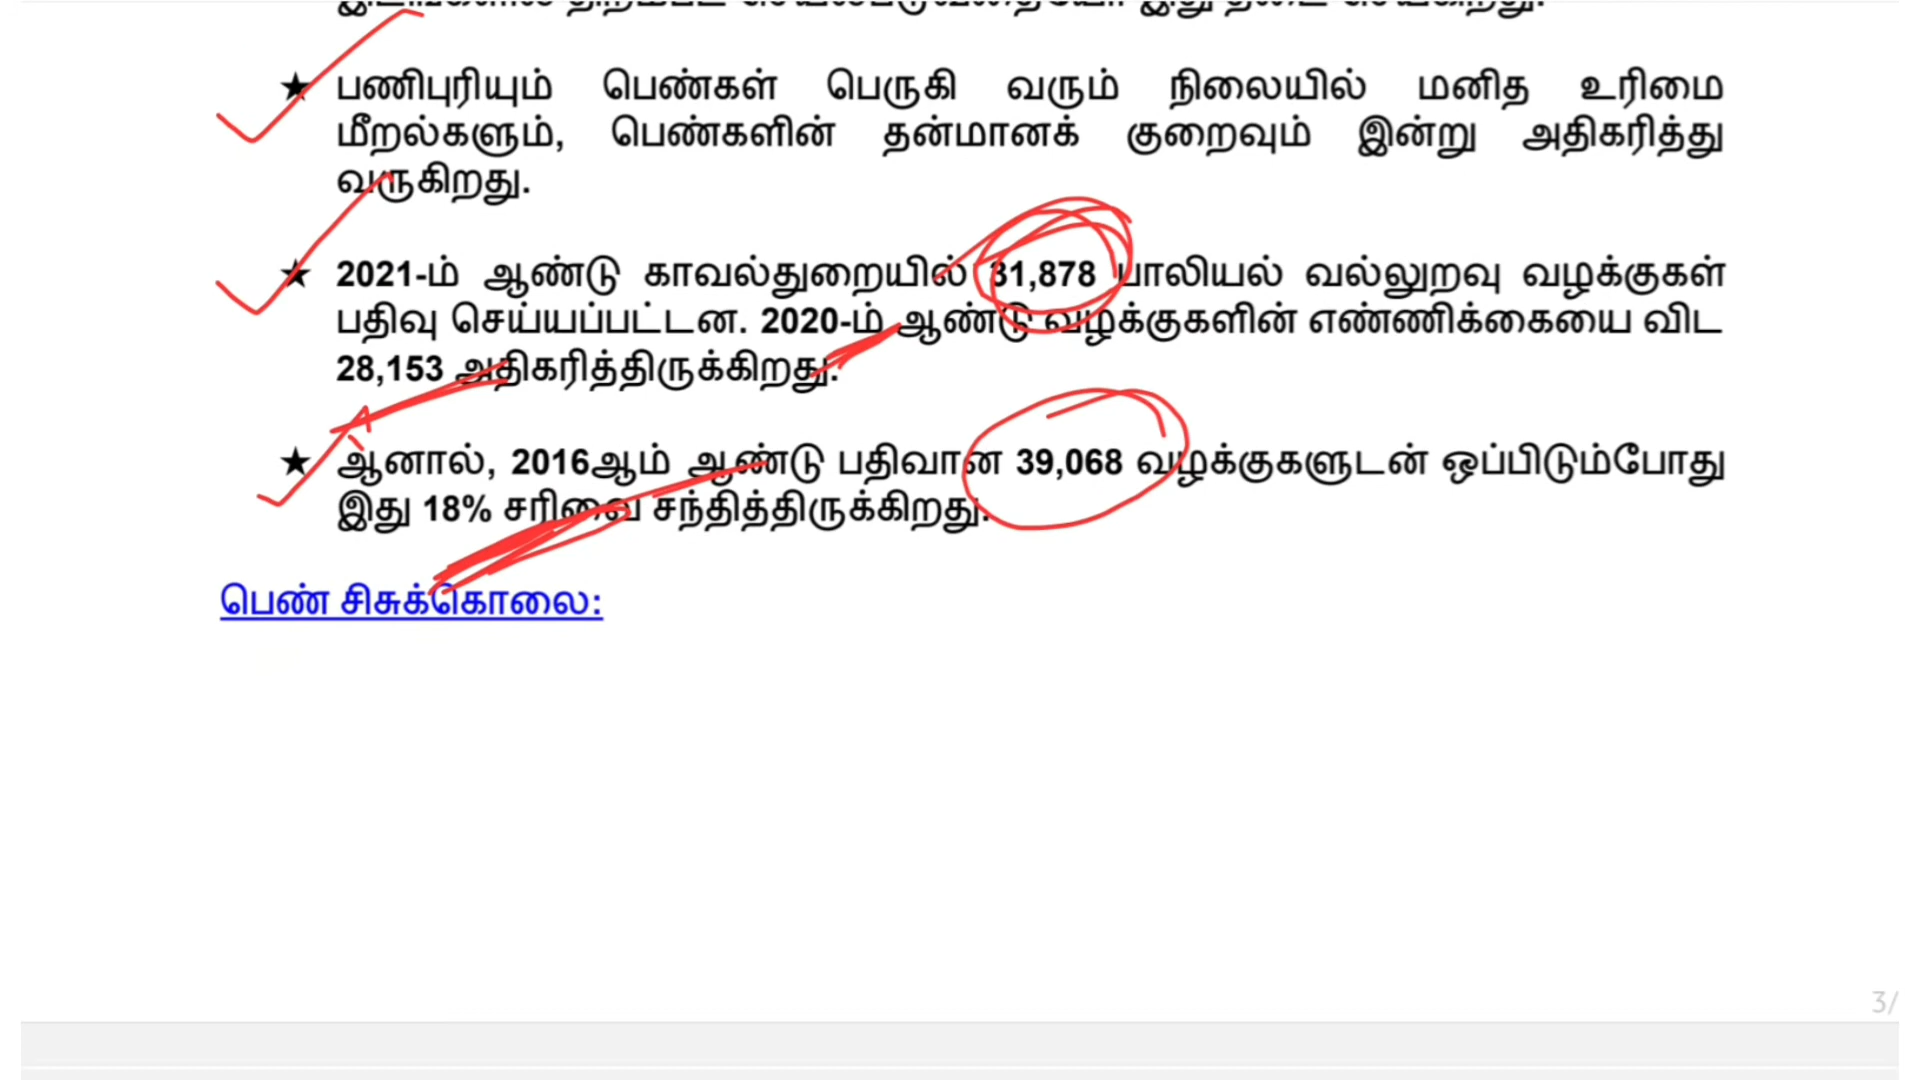 ★ பணிபுரியும் பெண்கள் பெருகி வரும் நிலையில் மனித உரிமை
மீறல்களும், பெண்களின் தன்மானக் குறைவும் இன்று அதிகரித்து
வருகிறது.
★ 2021-ம் ஆண்டு காவல்துறையில் 31,878 பாலியல் வல்லுறவு வழக்குகள்
பதிவு செய்யப்பட்டன. 2020-ம் ஆண்டு வழக்குகளின் எண்ணிக்கையை விட
28,153 அதிகரித்திருக்கிறது.
★ ஆனால், 2016ஆம் ஆண்டு பதிவான 39,068 வழக்குகளுடன் ஒப்பிடும்போது
இது 18% சரிவை சந்தித்திருக்கிறது.
பெண் சிசுக்கொலை:
3/